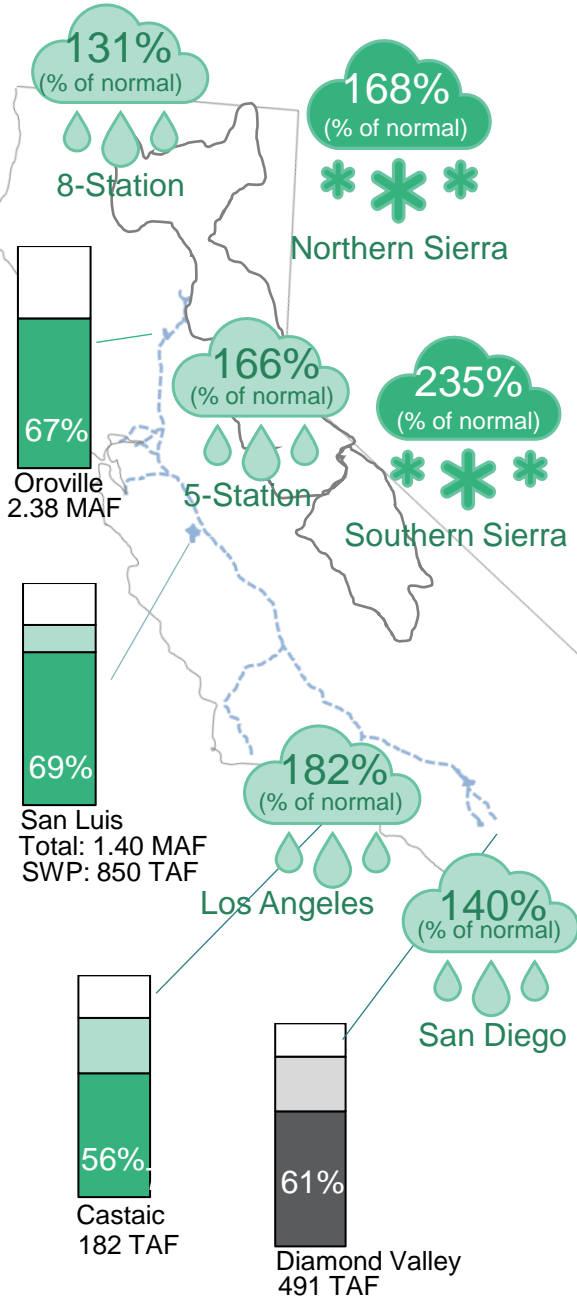 131%
(% of normal)
8-Station
168%
(% of normal)
Northern Sierra
67%
Oroville
2.38 MAF
166%
(% of normal)
5-Station
235%
(% of normal)
Southern Sierra
69%
San Luis
Total: 1.40 MAF
SWP: 850 TAF
182%
(% of normal)
Los Angeles
140%
(% of normal)
San Diego
56%
Castaic
182 TAF
61%
Diamond Valley
491 TAF